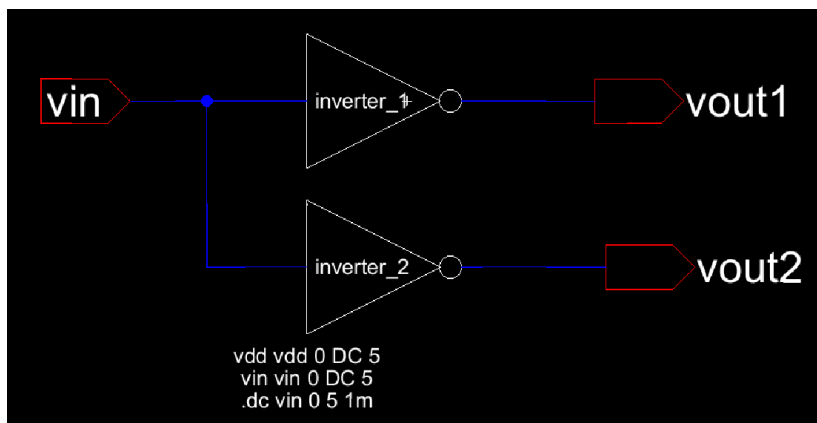 vin
inverter_1
vout1
inverter_2
vout2
vdd vdd 0 DC 5
vin vin 0 DC 5
.dc vin 0 5 1m